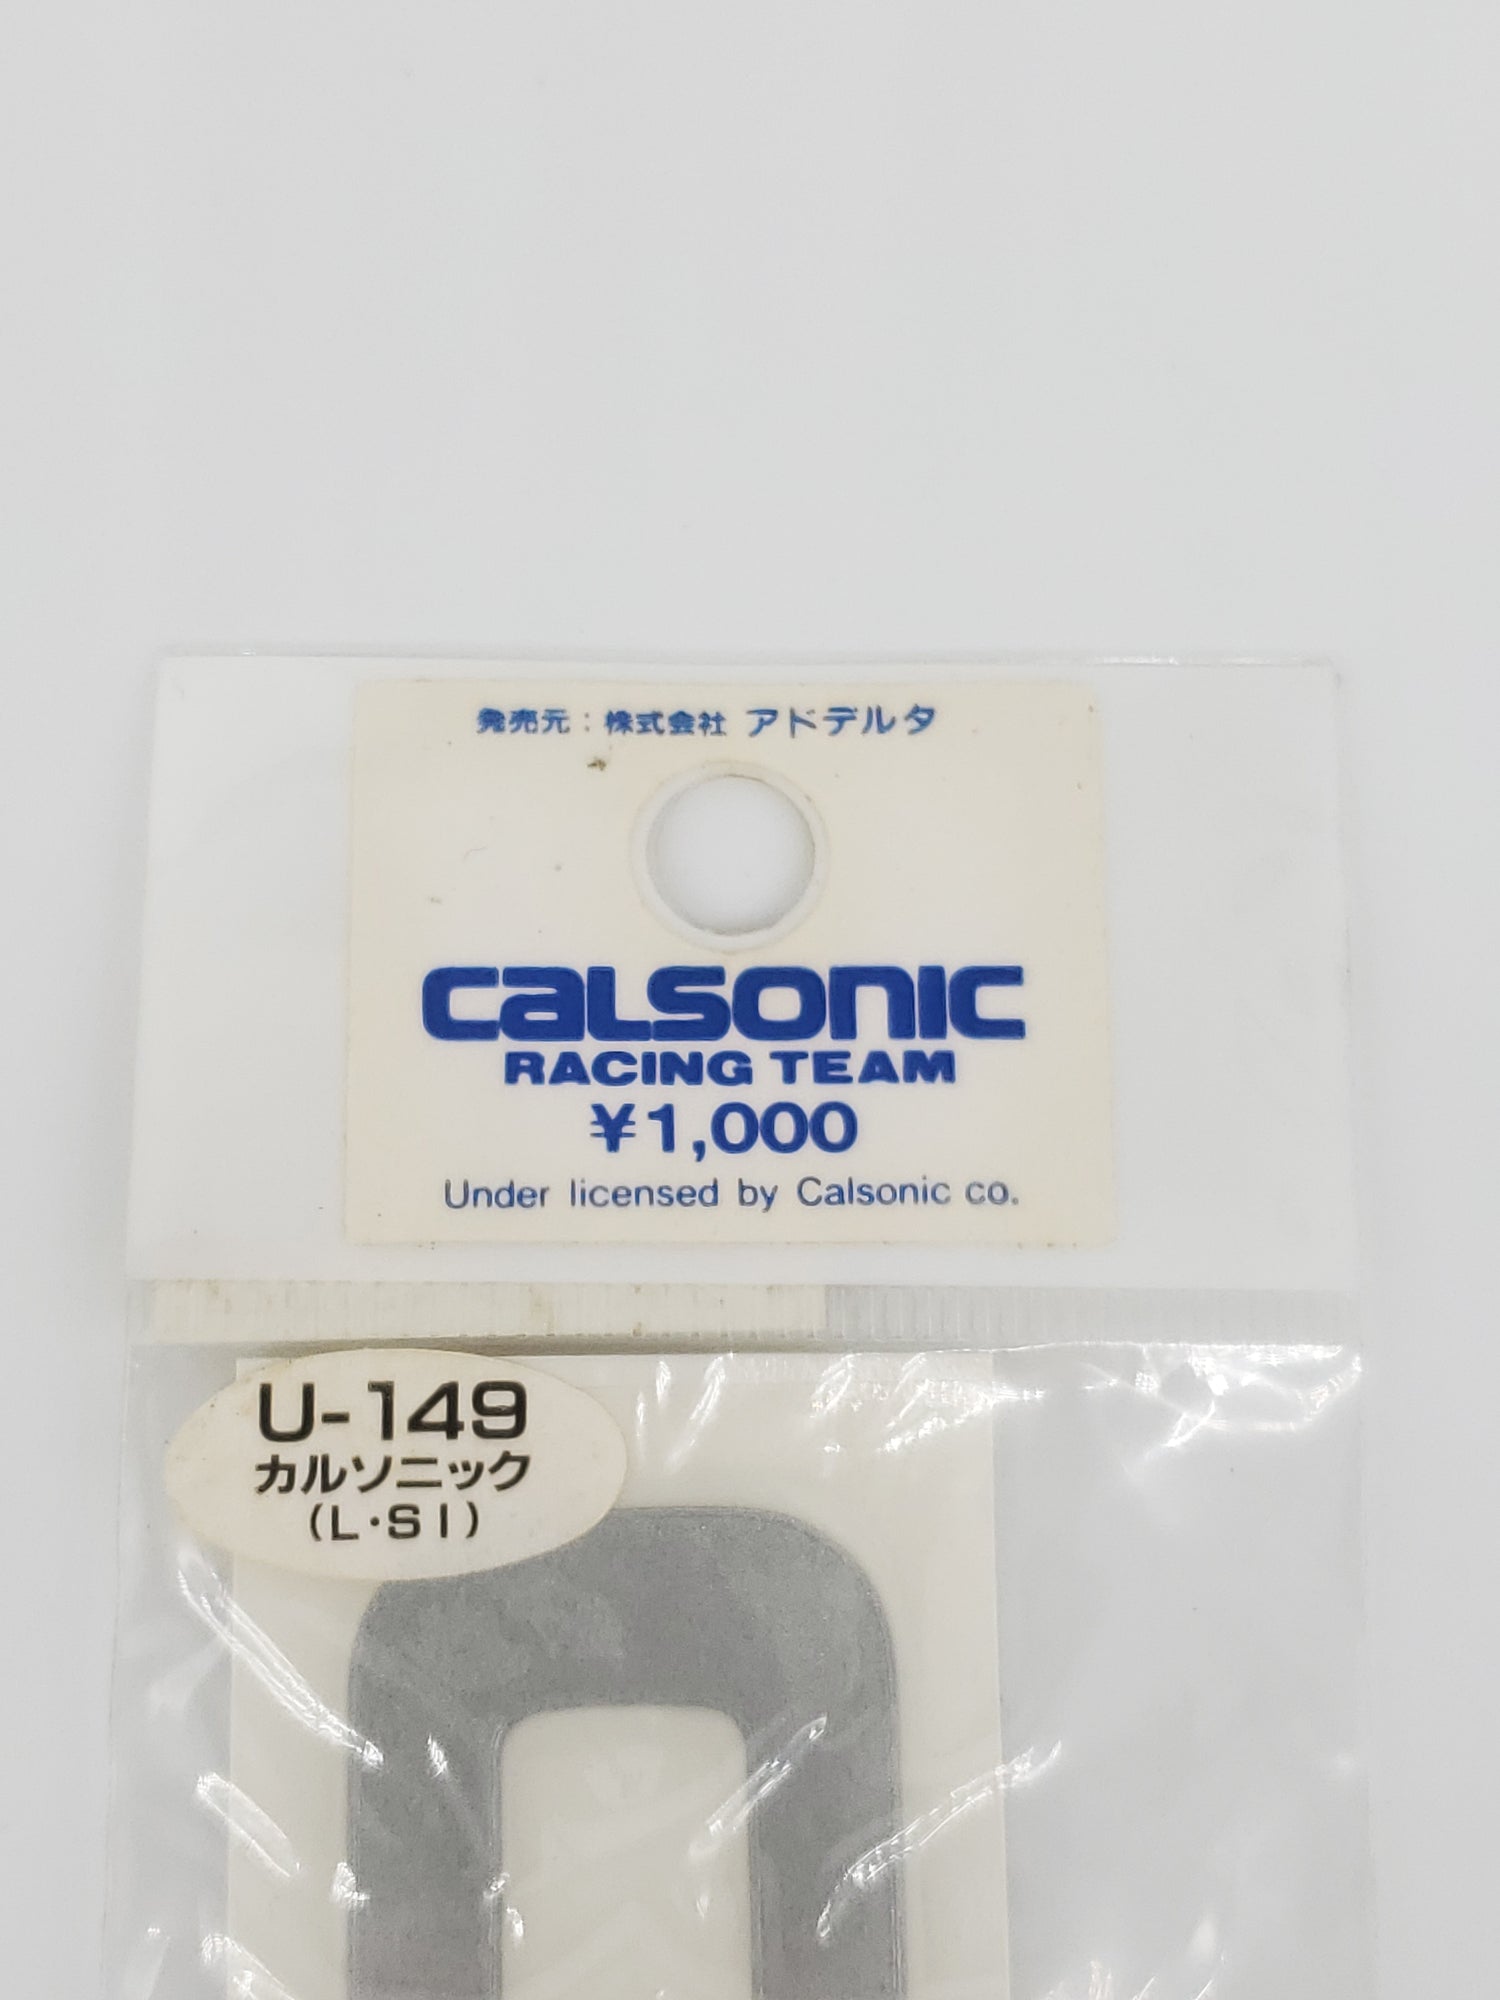 発売元：株式会社 アドデルタ
CALSONIC
RACING TEAM
¥1,000
Under licensed by Calsonic co.
U-149
カルソニック
(L・SI)